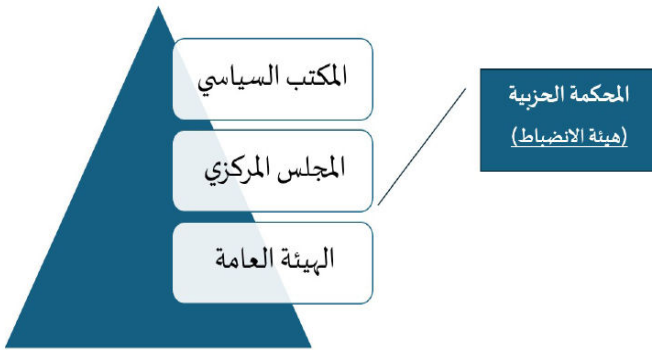 المكتب السياسي
المحكمة الحزبية
(هيئة الانضباط)
المجلس المركزي
الهيئة العامة